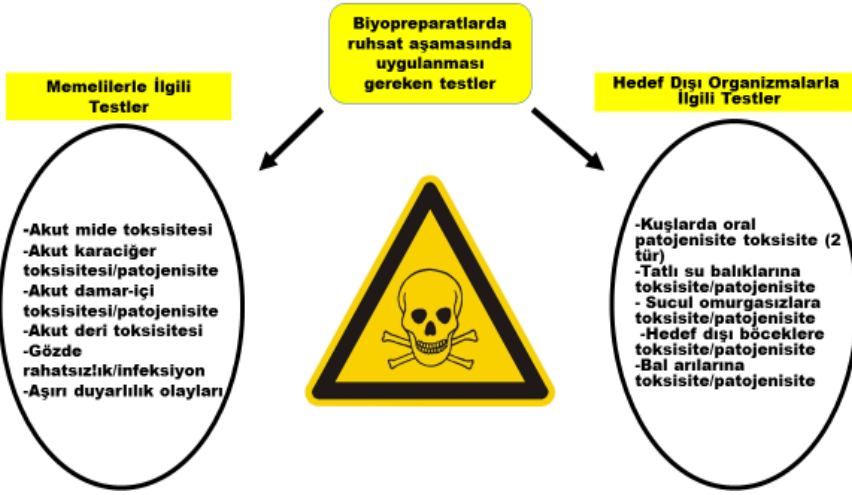 Biyopreparatlarda
ruhsat aşamasında
uygulanması
gereken testler
Memelilerle İlgili
Testler
-Akut mide toksisitesi
-Akut karaciğer
toksisitesi/patojenisite
-Akut damar-içi
toksisitesi/patojenisite
-Akut deri toksisitesi
-Gözde
rahatsızlık/infeksiyon
-Aşırı duyarlılık olayları
Hedef Dışı Organizmalarla
İlgili Testler
-Kuşlarda oral
patojenisite toksisite (2
tür)
-Tatlı su balıklarına
toksisite/patojenisite
- Sucul omurgasızlara
toksisite/patojenisite
-Hedef dışı böceklere
toksisite/patojenisite
-Bal arılarına
toksisite/patojenisite